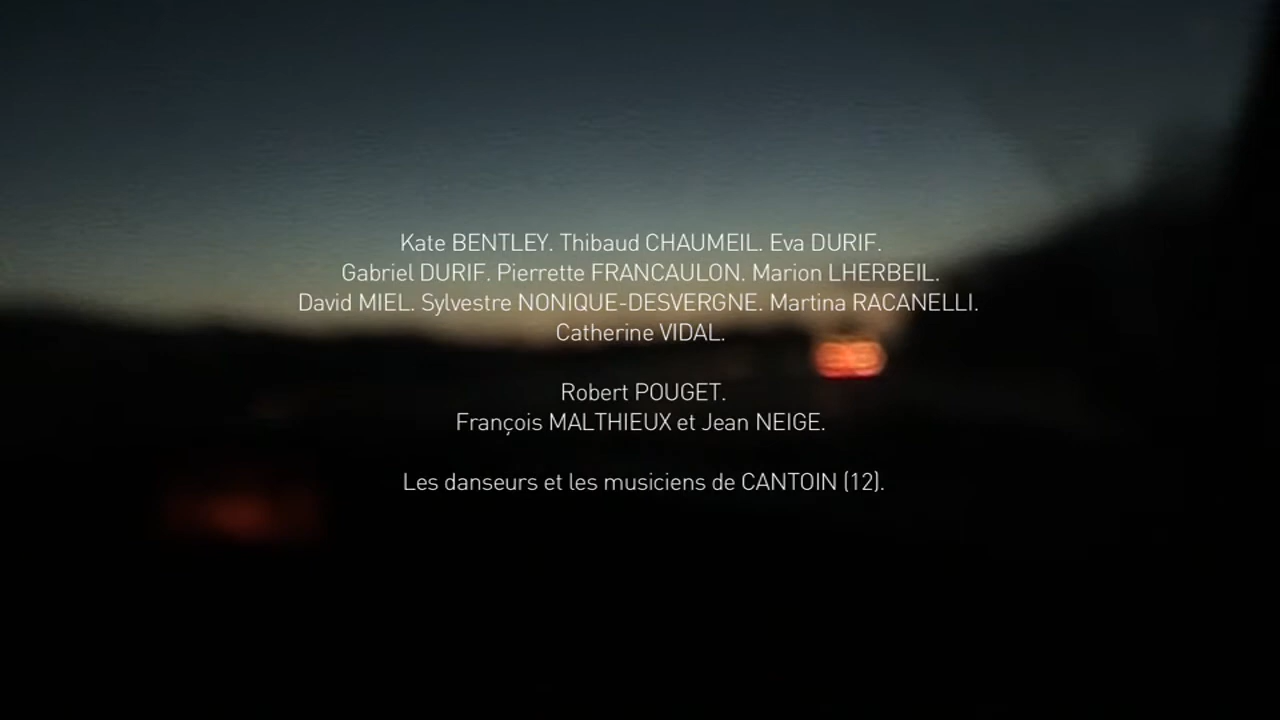 Kate BENTLEY. Thibaud CHAUMEIL. Eva DURIF.
Gabriel DURIF. Pierrette FRANCAULON. Marion LHERBEIL.
David MIEL. Sylvestre NONIQUE-DESVERGNE. Martina RACANELLI.
Catherine VIDAL.
Robert POUGET.
François MALTHIEUX et Jean NEIGE.
Les danseurs et les musiciens de CANTOIN (12).